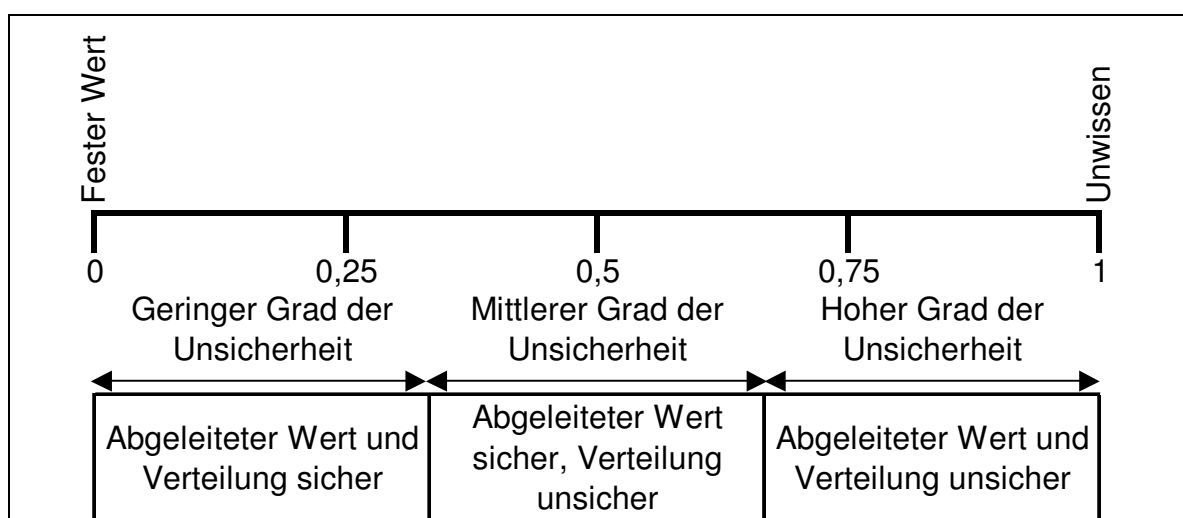 Fester Wert
Unwissen
0
0,25
0,5
0,75
1
Geringer Grad der
Unsicherheit
Mittlerer Grad der
Unsicherheit
Hoher Grad der
Unsicherheit
Abgeleiteter Wert und
Verteilung sicher
Abgeleiteter Wert
sicher, Verteilung
unsicher
Abgeleiteter Wert und
Verteilung unsicher